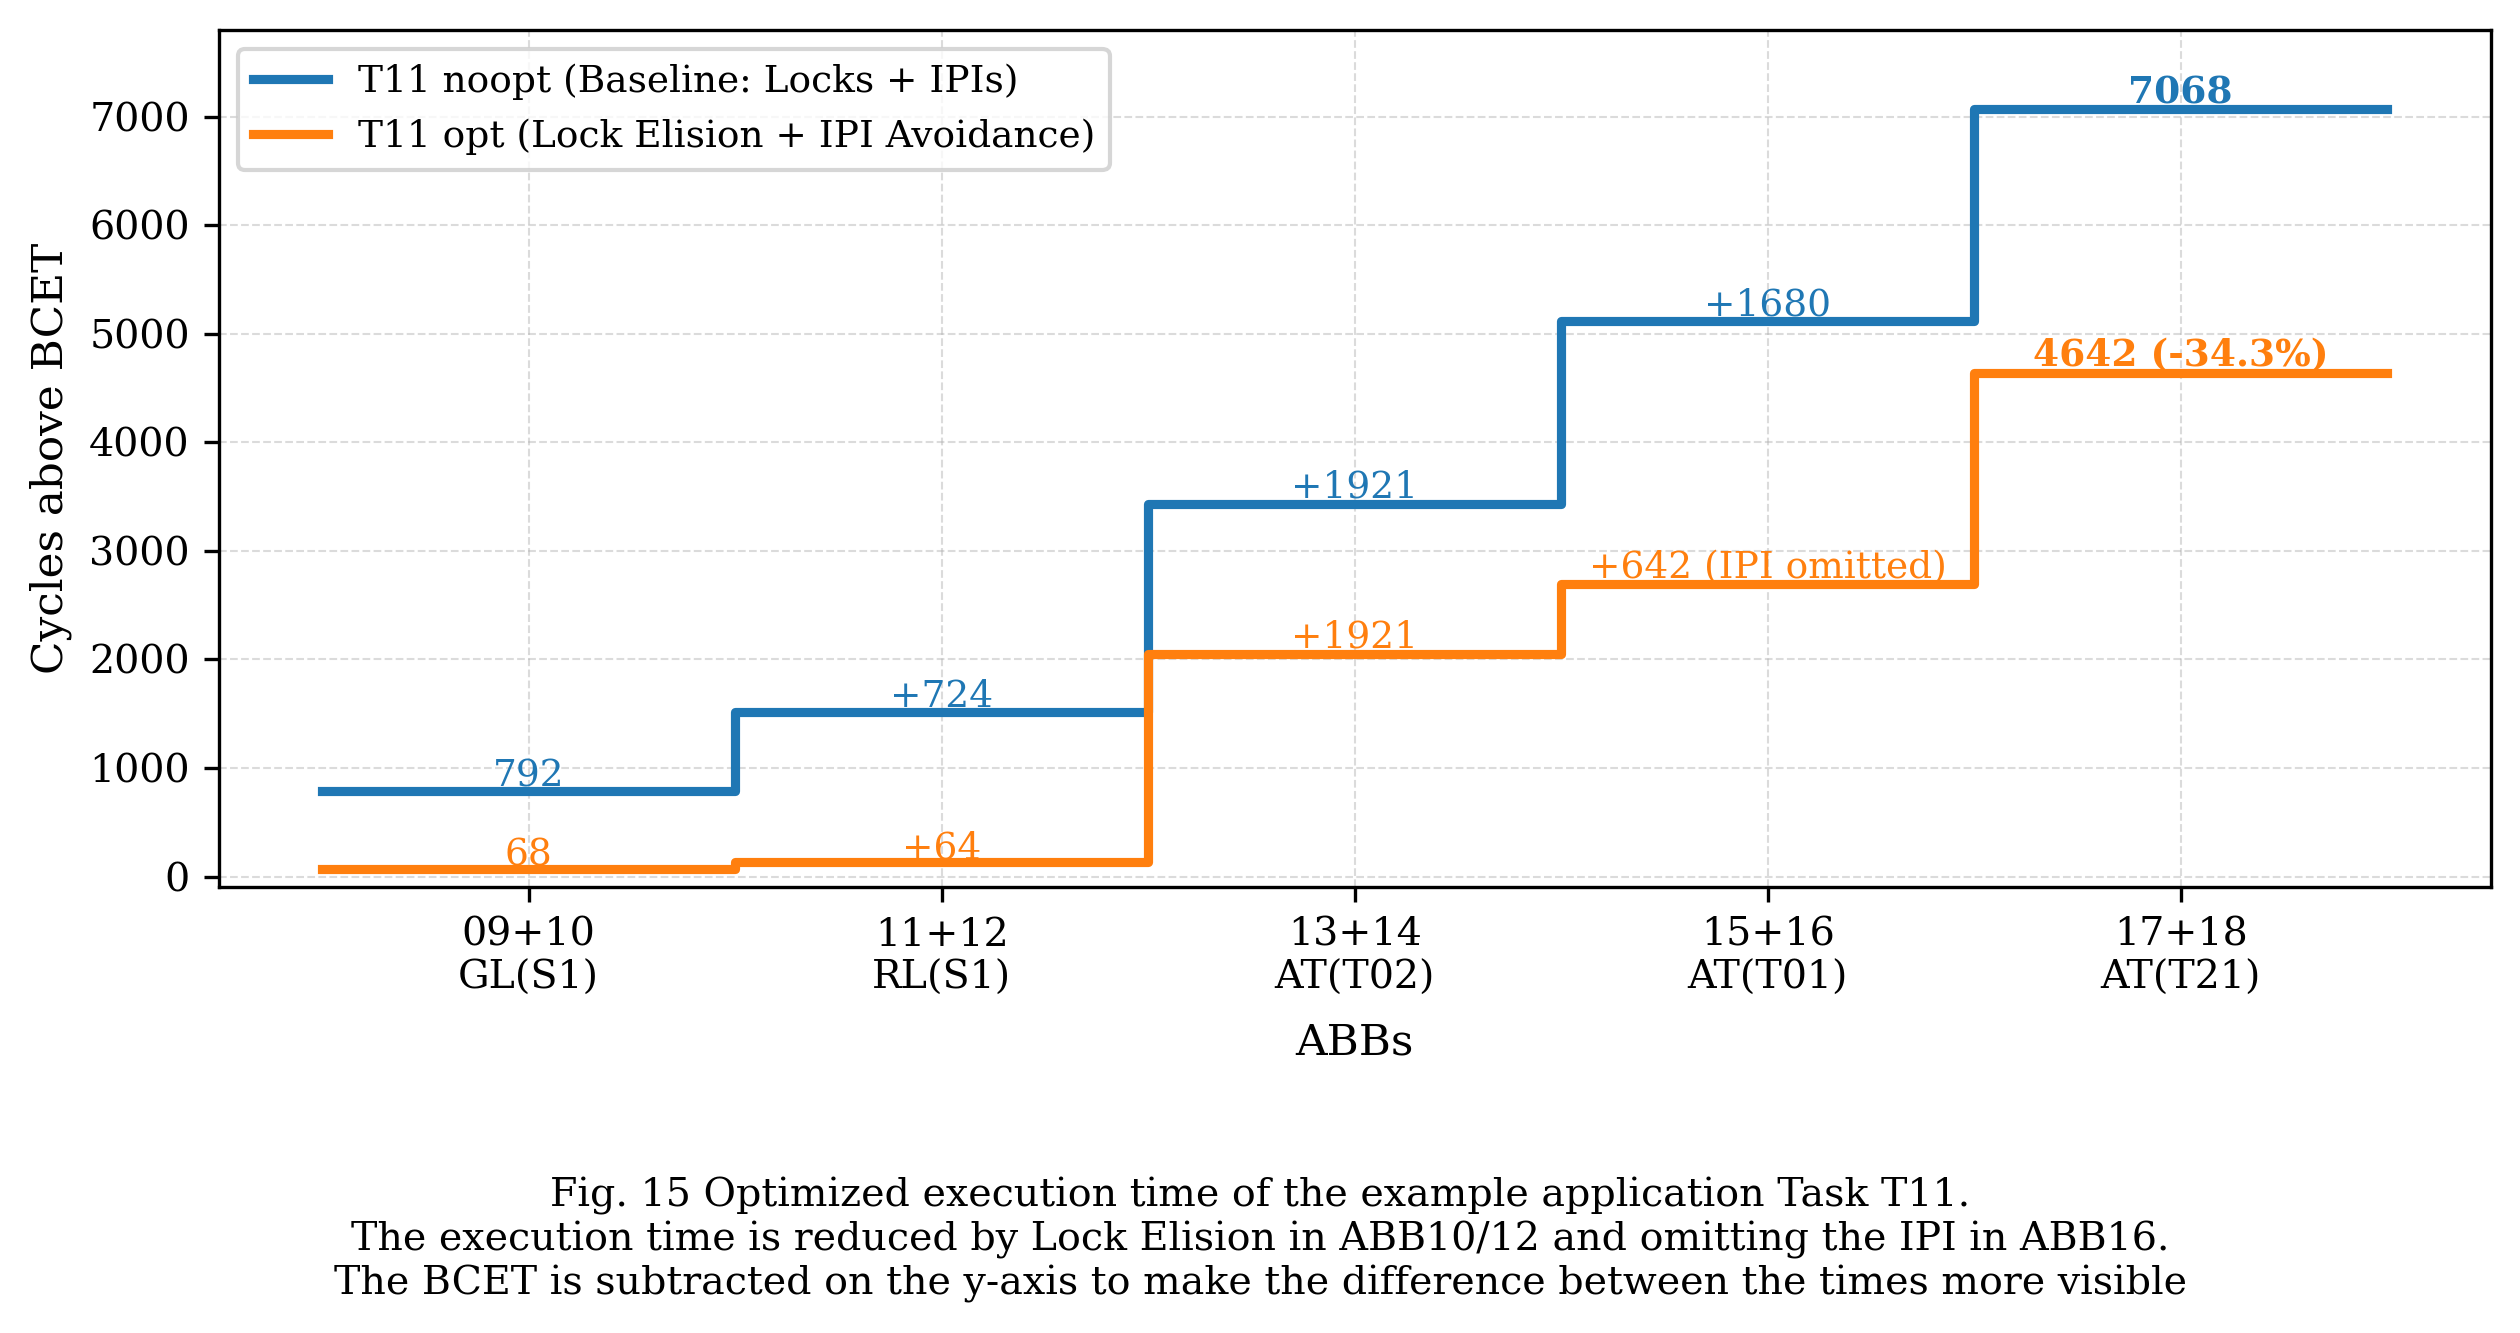 T11 noopt (Baseline: Locks + IPIs)
T11 opt (Lock Elision + IPI Avoidance)
Cycles above BCET
7000
6000
5000
4000
3000
2000
1000
0
7068
+1680
4642 (-34.3%)
+1921
+642 (IPI omitted)
+1921
+724
792
68
+64
09+10
GL(S1)
11+12
RL(S1)
13+14
AT(T02)
15+16
AT(T01)
17+18
AT(T21)
ABBs
Fig. 15 Optimized execution time of the example application Task T11.
The execution time is reduced by Lock Elision in ABB10/12 and omitting the IPI in ABB16.
The BCET is subtracted on the y-axis to make the difference between the times more visible